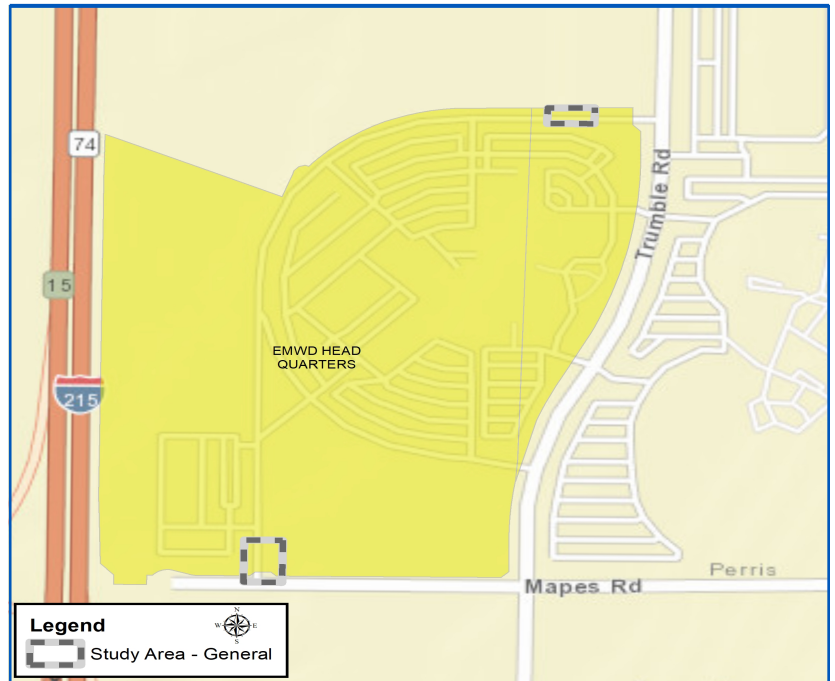 74
Trumble Rd
15
EMWD HEAD
QUARTERS
215
Perris
Mapes Rd
Legend
N
W E
S
Study Area - General